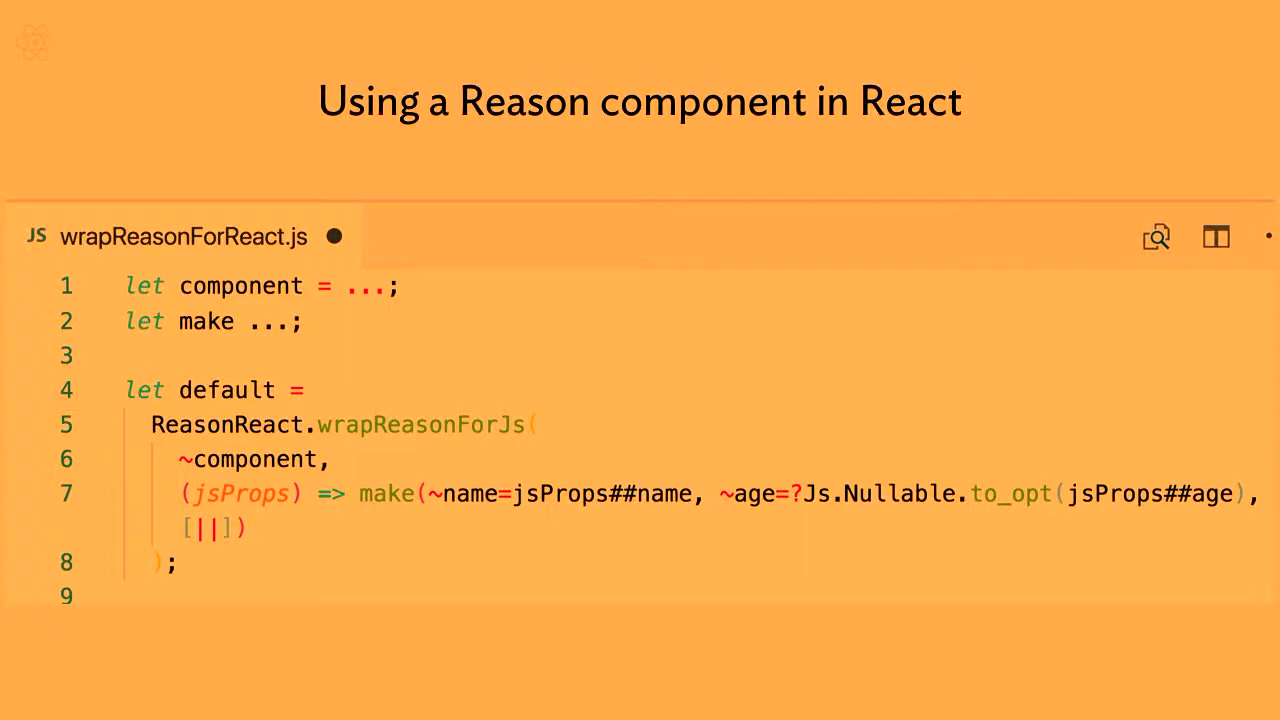 Using a Reason component in React
JS wrapReasonForReact.js
1 let component = ...;
2 let make ...;
3
4 let default =
5 ReasonReact.wrapReasonForJs(
6 ~component,
7 (jsProps) => make(~name=jsProps##name, ~age=?Js.Nullable.to_opt(jsProps##age),
[||])
8 );
9